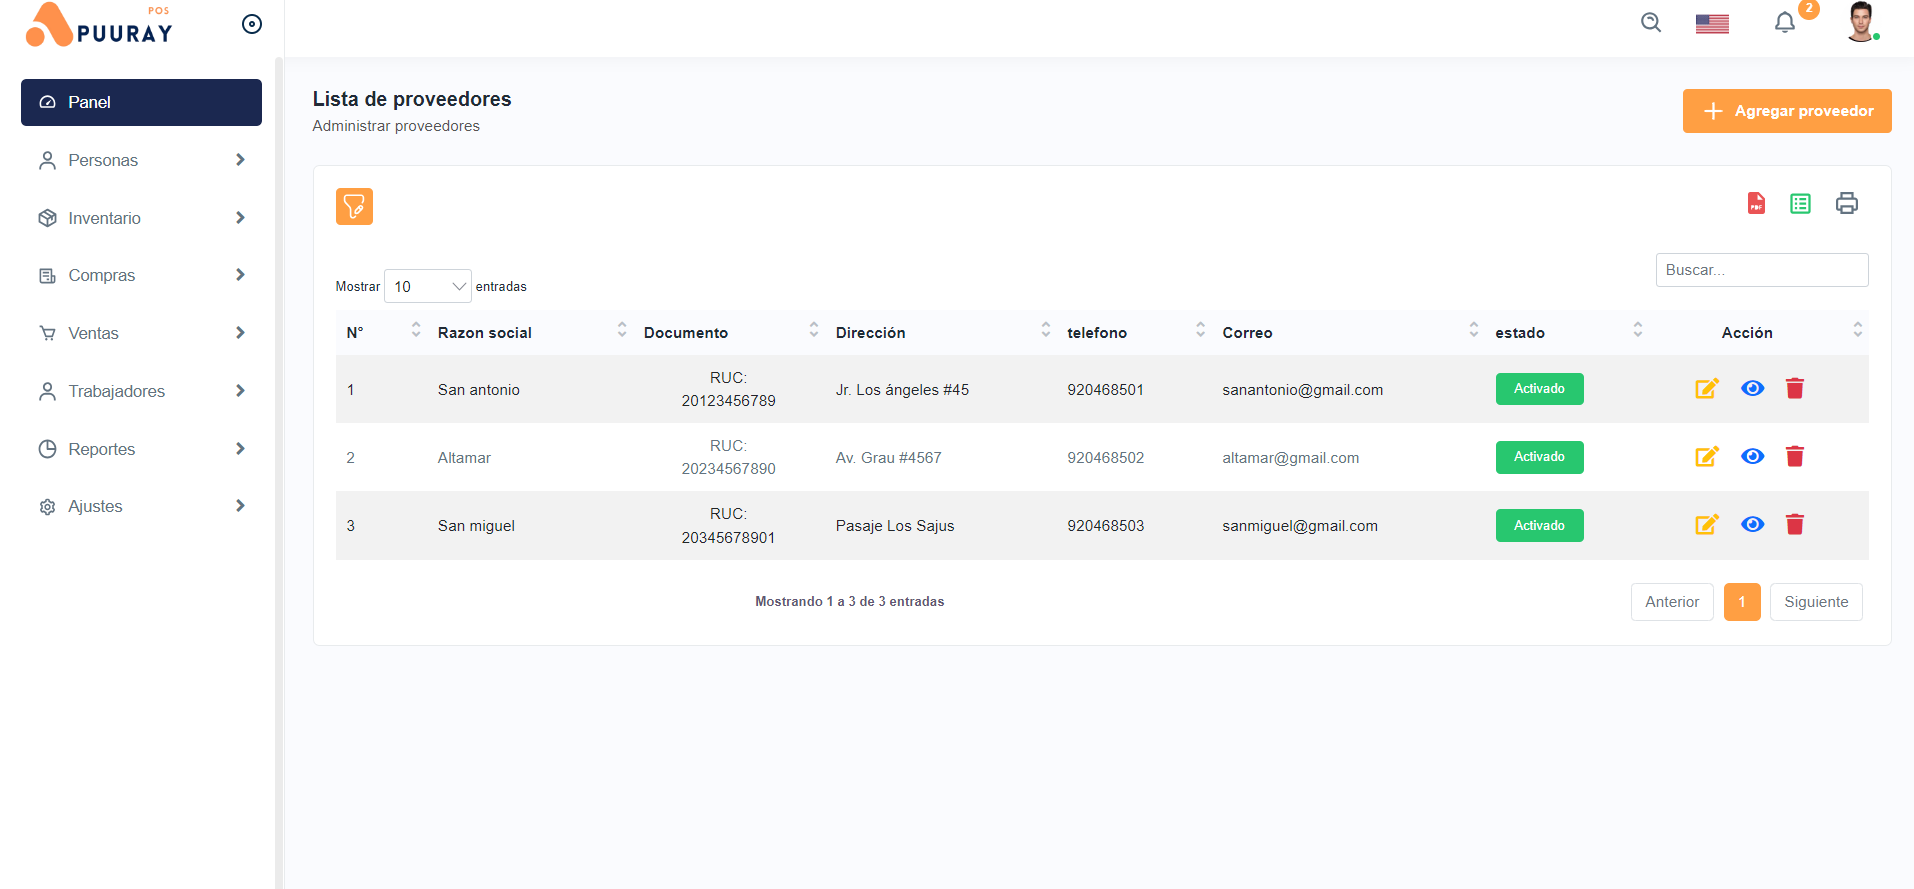 POS
PUURAY
2
Panel
Personas
Inventario
Compras
Ventas
Trabajadores
Reportes
Ajustes
Lista de proveedores
Administrar proveedores
Agregar proveedor
PDF
Buscar...
Mostrar 10 entradas
N° Razon social Documento Dirección telefono Correo estado Acción
1 San antonio RUC: 20123456789 Jr. Los ángeles #45 920468501 sanantonio@gmail.com Activado
2 Altamar RUC: 20234567890 Av. Grau #4567 920468502 altamar@gmail.com Activado
3 San miguel RUC: 20345678901 Pasaje Los Sajus 920468503 sanmiguel@gmail.com Activado
Mostrando 1 a 3 de 3 entradas
Anterior 1 Siguiente